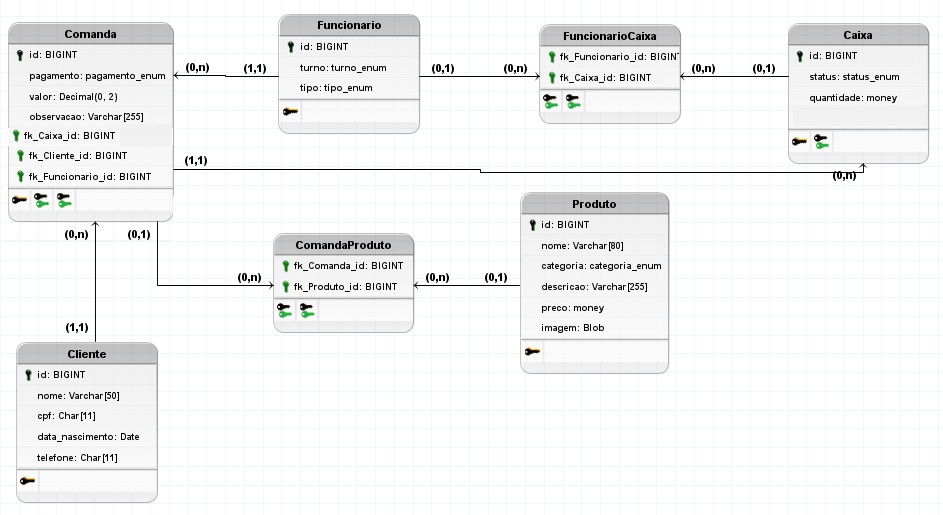 Comanda
id: BIGINT
pagamento: pagamento_enum
valor: Decimal(0, 2)
observacao: Varchar[255]
fk_Caixa_id: BIGINT
fk_Cliente_id: BIGINT
fk_Funcionario_id: BIGINT
(0,n)
(1,1)
Funcionario
id: BIGINT
turno: turno_enum
tipo: tipo_enum
(0,1)
(0,n)
FuncionarioCaixa
fk_Funcionario_id: BIGINT
fk_Caixa_id: BIGINT
(0,n)
(0,1)
Caixa
id: BIGINT
status: status_enum
quantidade: money
(1,1)
(0,n)
(0,n)
(0,1)
(0,n)
ComandaProduto
fk_Comanda_id: BIGINT
fk_Produto_id: BIGINT
(0,n)
(0,1)
Produto
id: BIGINT
nome: Varchar[80]
categoria: categoria_enum
descricao: Varchar[255]
preco: money
imagem: Blob
(1,1)
Cliente
id: BIGINT
nome: Varchar[50]
cpf: Char[11]
data_nascimento: Date
telefone: Char[11]